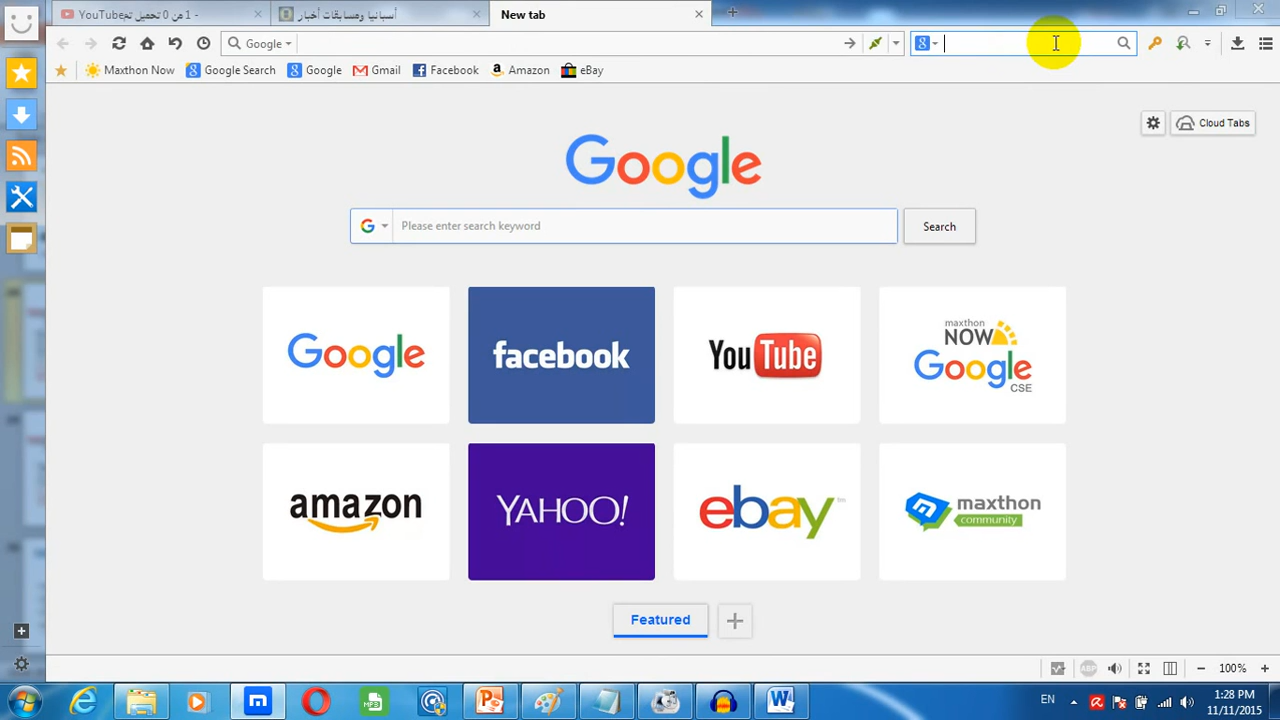 YouTube - 1 من 0 تحميل تح
أسبانيا ومسابقات أخبار
New tab
Google
Maxthon Now
Google Search
Google
Gmail
Facebook
Amazon
eBay
Cloud Tabs
Google
Please enter search keyword
Search
Google
facebook
YouTube
maxthon
NOW
Google
CSE
amazon
YAHOO!
ebay™
maxthon
community
Featured
100%
EN
1:28 PM
11/11/2015